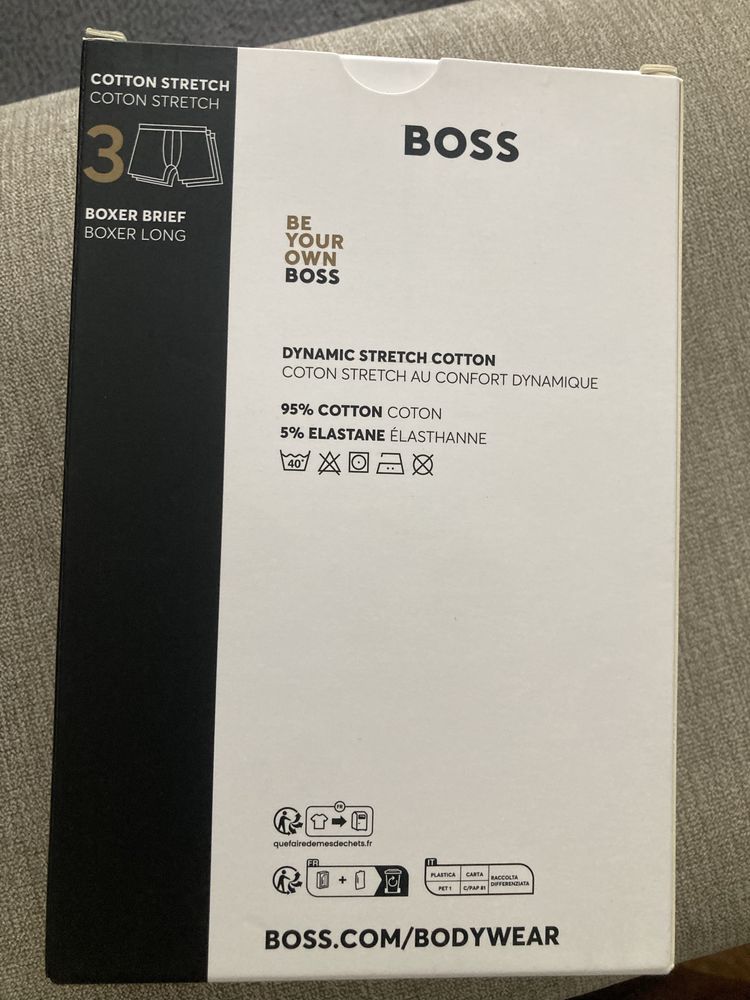 COTTON STRETCH
COTON STRETCH
3
BOXER BRIEF
BOXER LONG
BOSS
BE
YOUR
OWN
BOSS
DYNAMIC STRETCH COTTON
COTON STRETCH AU CONFORT DYNAMIQUE
95% COTTON COTON
5% ELASTANE ÉLASTHANNE
40°
FR
quefairedemesdechets.fr
FR
+
IT
PLASTICA CARTA RACCOLTA
PET 1 C/PAP 81 DIFFERENZIATA
BOSS.COM/BODYWEAR